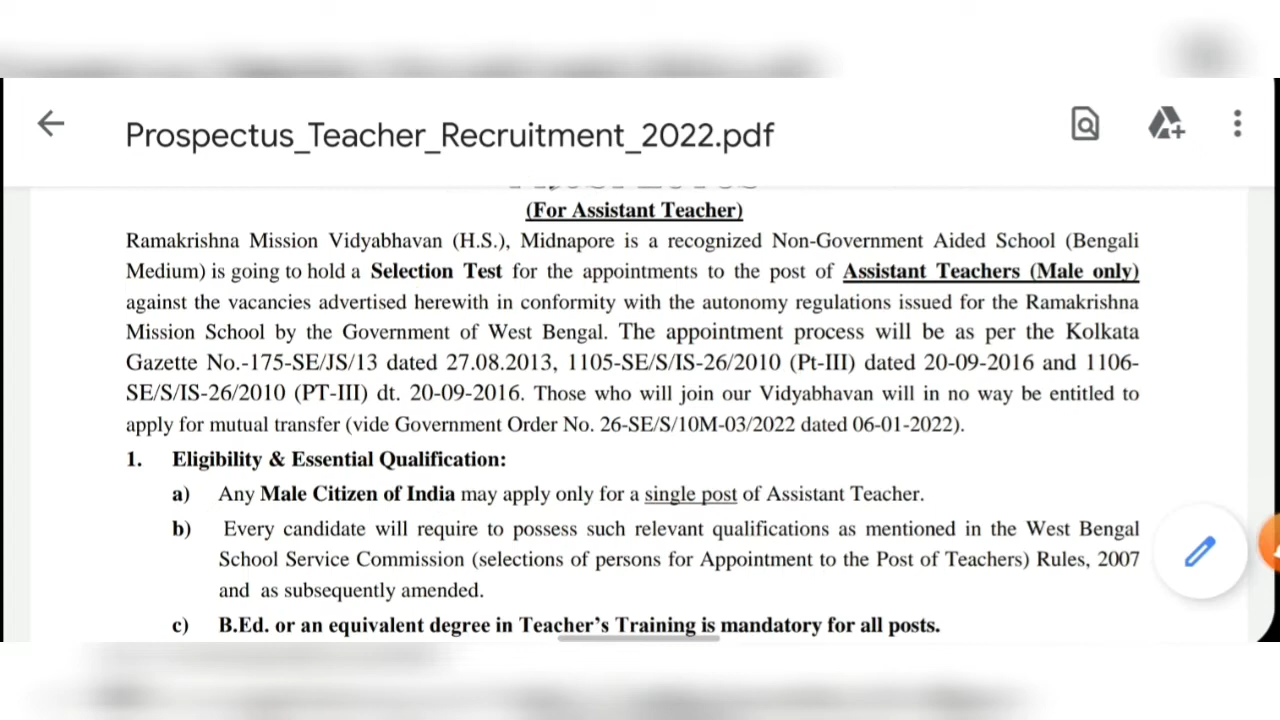 Prospectus_Teacher_Recruitment_2022.pdf
(For Assistant Teacher)
Ramakrishna Mission Vidyabhavan (H.S.), Midnapore is a recognized Non-Government Aided School (Bengali
Medium) is going to hold a Selection Test for the appointments to the post of Assistant Teachers (Male only)
against the vacancies advertised herewith in conformity with the autonomy regulations issued for the Ramakrishna
Mission School by the Government of West Bengal. The appointment process will be as per the Kolkata
Gazette No.-175-SE/JS/13 dated 27.08.2013, 1105-SE/S/IS-26/2010 (Pt-III) dated 20-09-2016 and 1106-
SE/S/IS-26/2010 (PT-III) dt. 20-09-2016. Those who will join our Vidyabhavan will in no way be entitled to
apply for mutual transfer (vide Government Order No. 26-SE/S/10M-03/2022 dated 06-01-2022).
1. Eligibility & Essential Qualification:
a) Any Male Citizen of India may apply only for a single post of Assistant Teacher.
b) Every candidate will require to possess such relevant qualifications as mentioned in the West Bengal
School Service Commission (selections of persons for Appointment to the Post of Teachers) Rules, 2007
and as subsequently amended.
c) B.Ed. or an equivalent degree in Teacher's Training is mandatory for all posts.